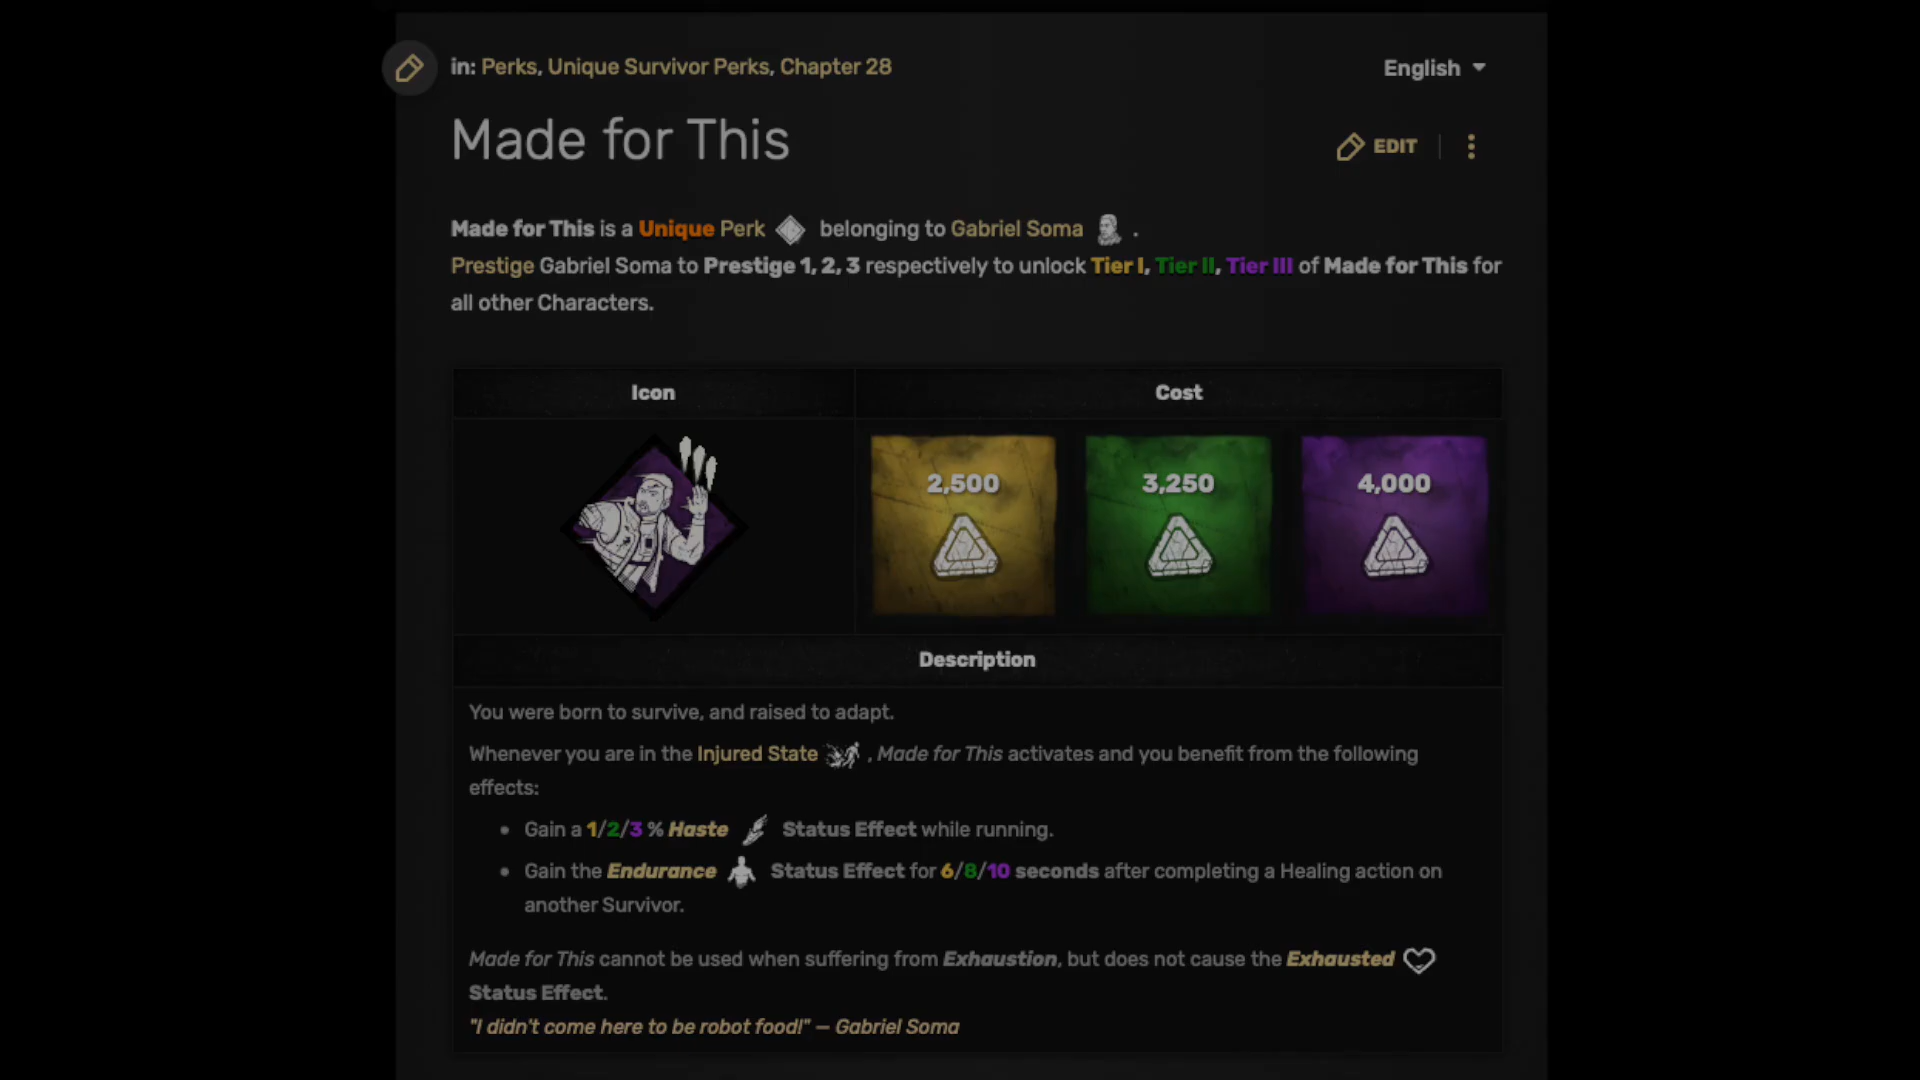 in: Perks, Unique Survivor Perks, Chapter 28
English
Made for This
EDIT
Made for This is a Unique Perk belonging to Gabriel Soma .
Prestige Gabriel Soma to Prestige 1, 2, 3 respectively to unlock Tier I, Tier II, Tier III of Made for This for
all other Characters.
Icon
Cost
2,500
3,250
4,000
Description
You were born to survive, and raised to adapt.
Whenever you are in the Injured State , Made for This activates and you benefit from the following
effects:
• Gain a 1/2/3 % Haste Status Effect while running.
• Gain the Endurance Status Effect for 6/8/10 seconds after completing a Healing action on
another Survivor.
Made for This cannot be used when suffering from Exhaustion, but does not cause the Exhausted
Status Effect.
"I didn't come here to be robot food!" — Gabriel Soma